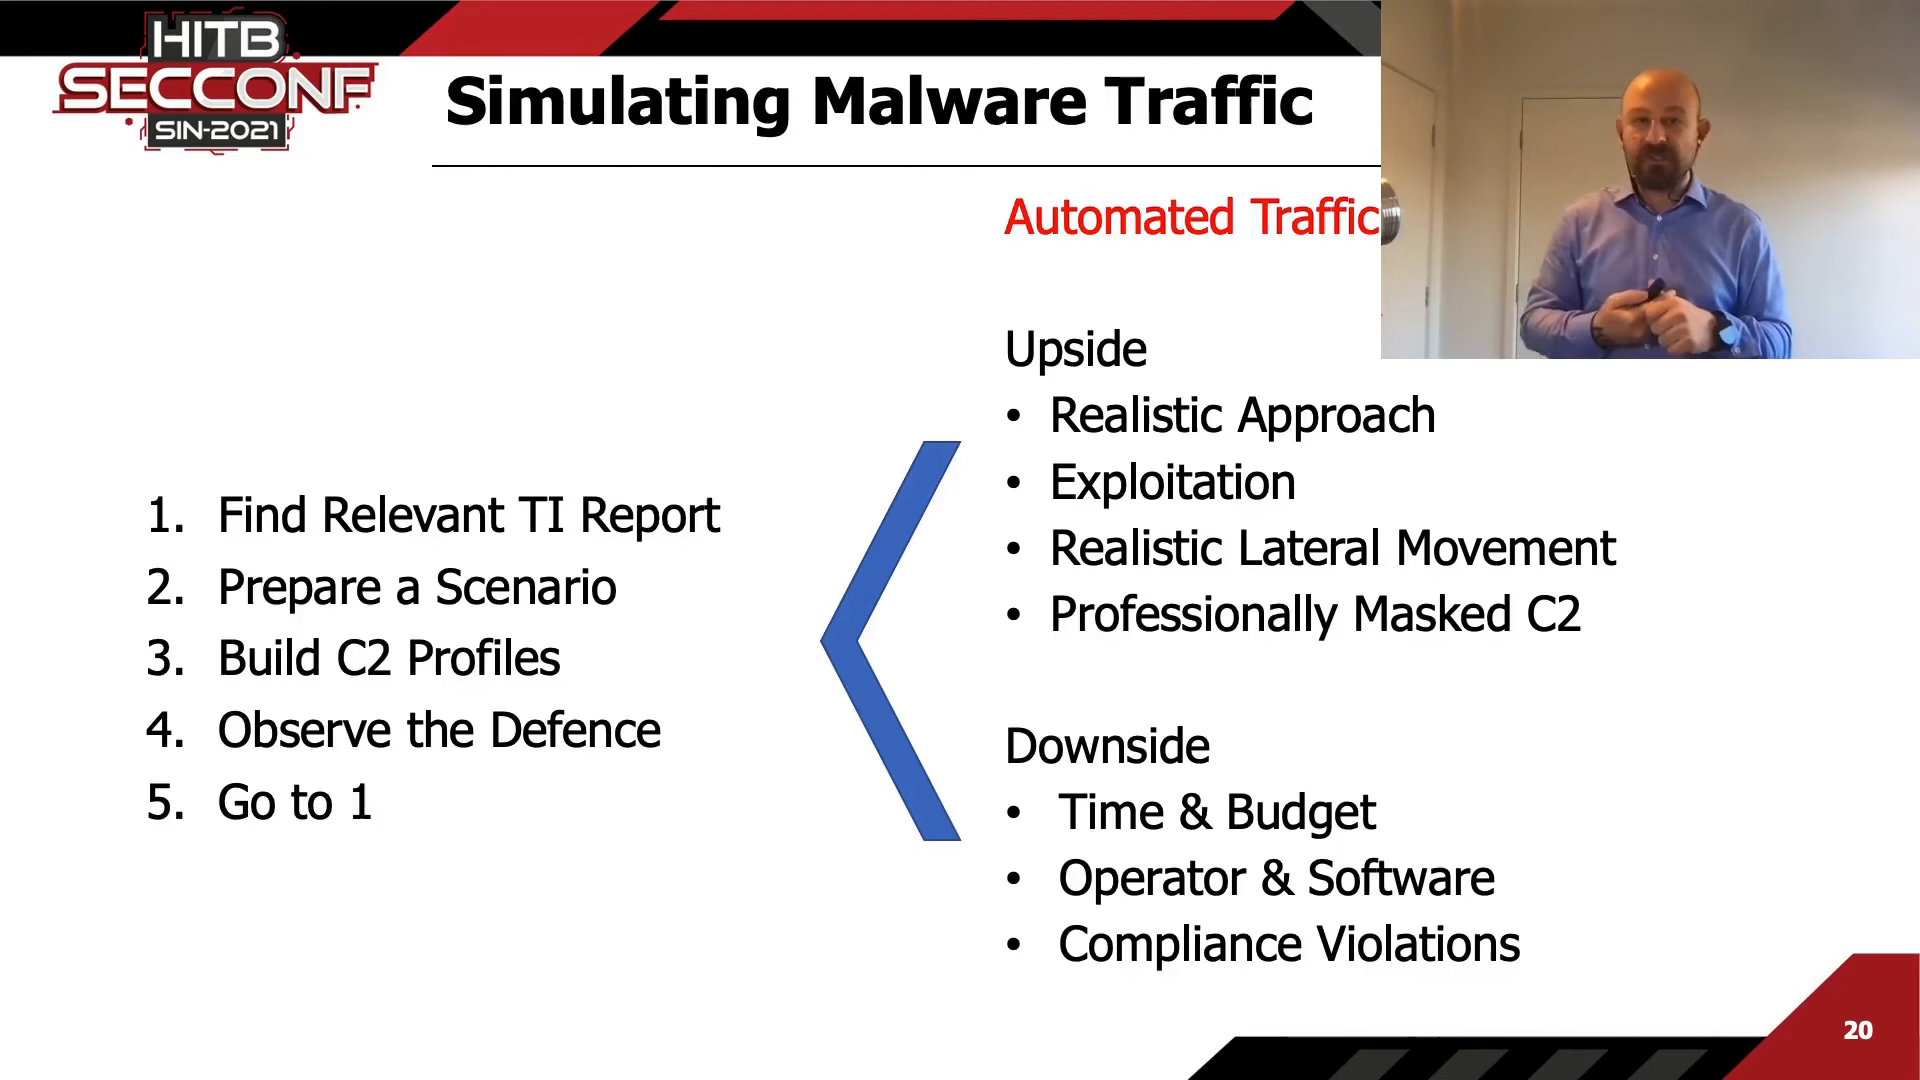 HITB
SECCONF
SIN-2021
Simulating Malware Traffic
Automated Traffic
1. Find Relevant TI Report
2. Prepare a Scenario
3. Build C2 Profiles
4. Observe the Defence
5. Go to 1
Upside
• Realistic Approach
• Exploitation
• Realistic Lateral Movement
• Professionally Masked C2
Downside
• Time & Budget
• Operator & Software
• Compliance Violations
20